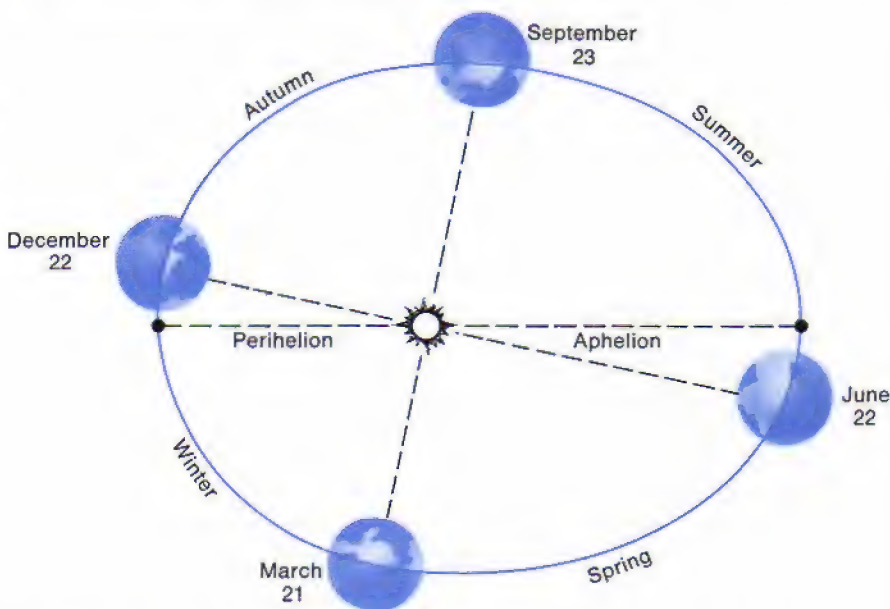 September
23
Autumn
Summer
December
22
Perihelion
Aphelion
June
22
Winter
Spring
March
21